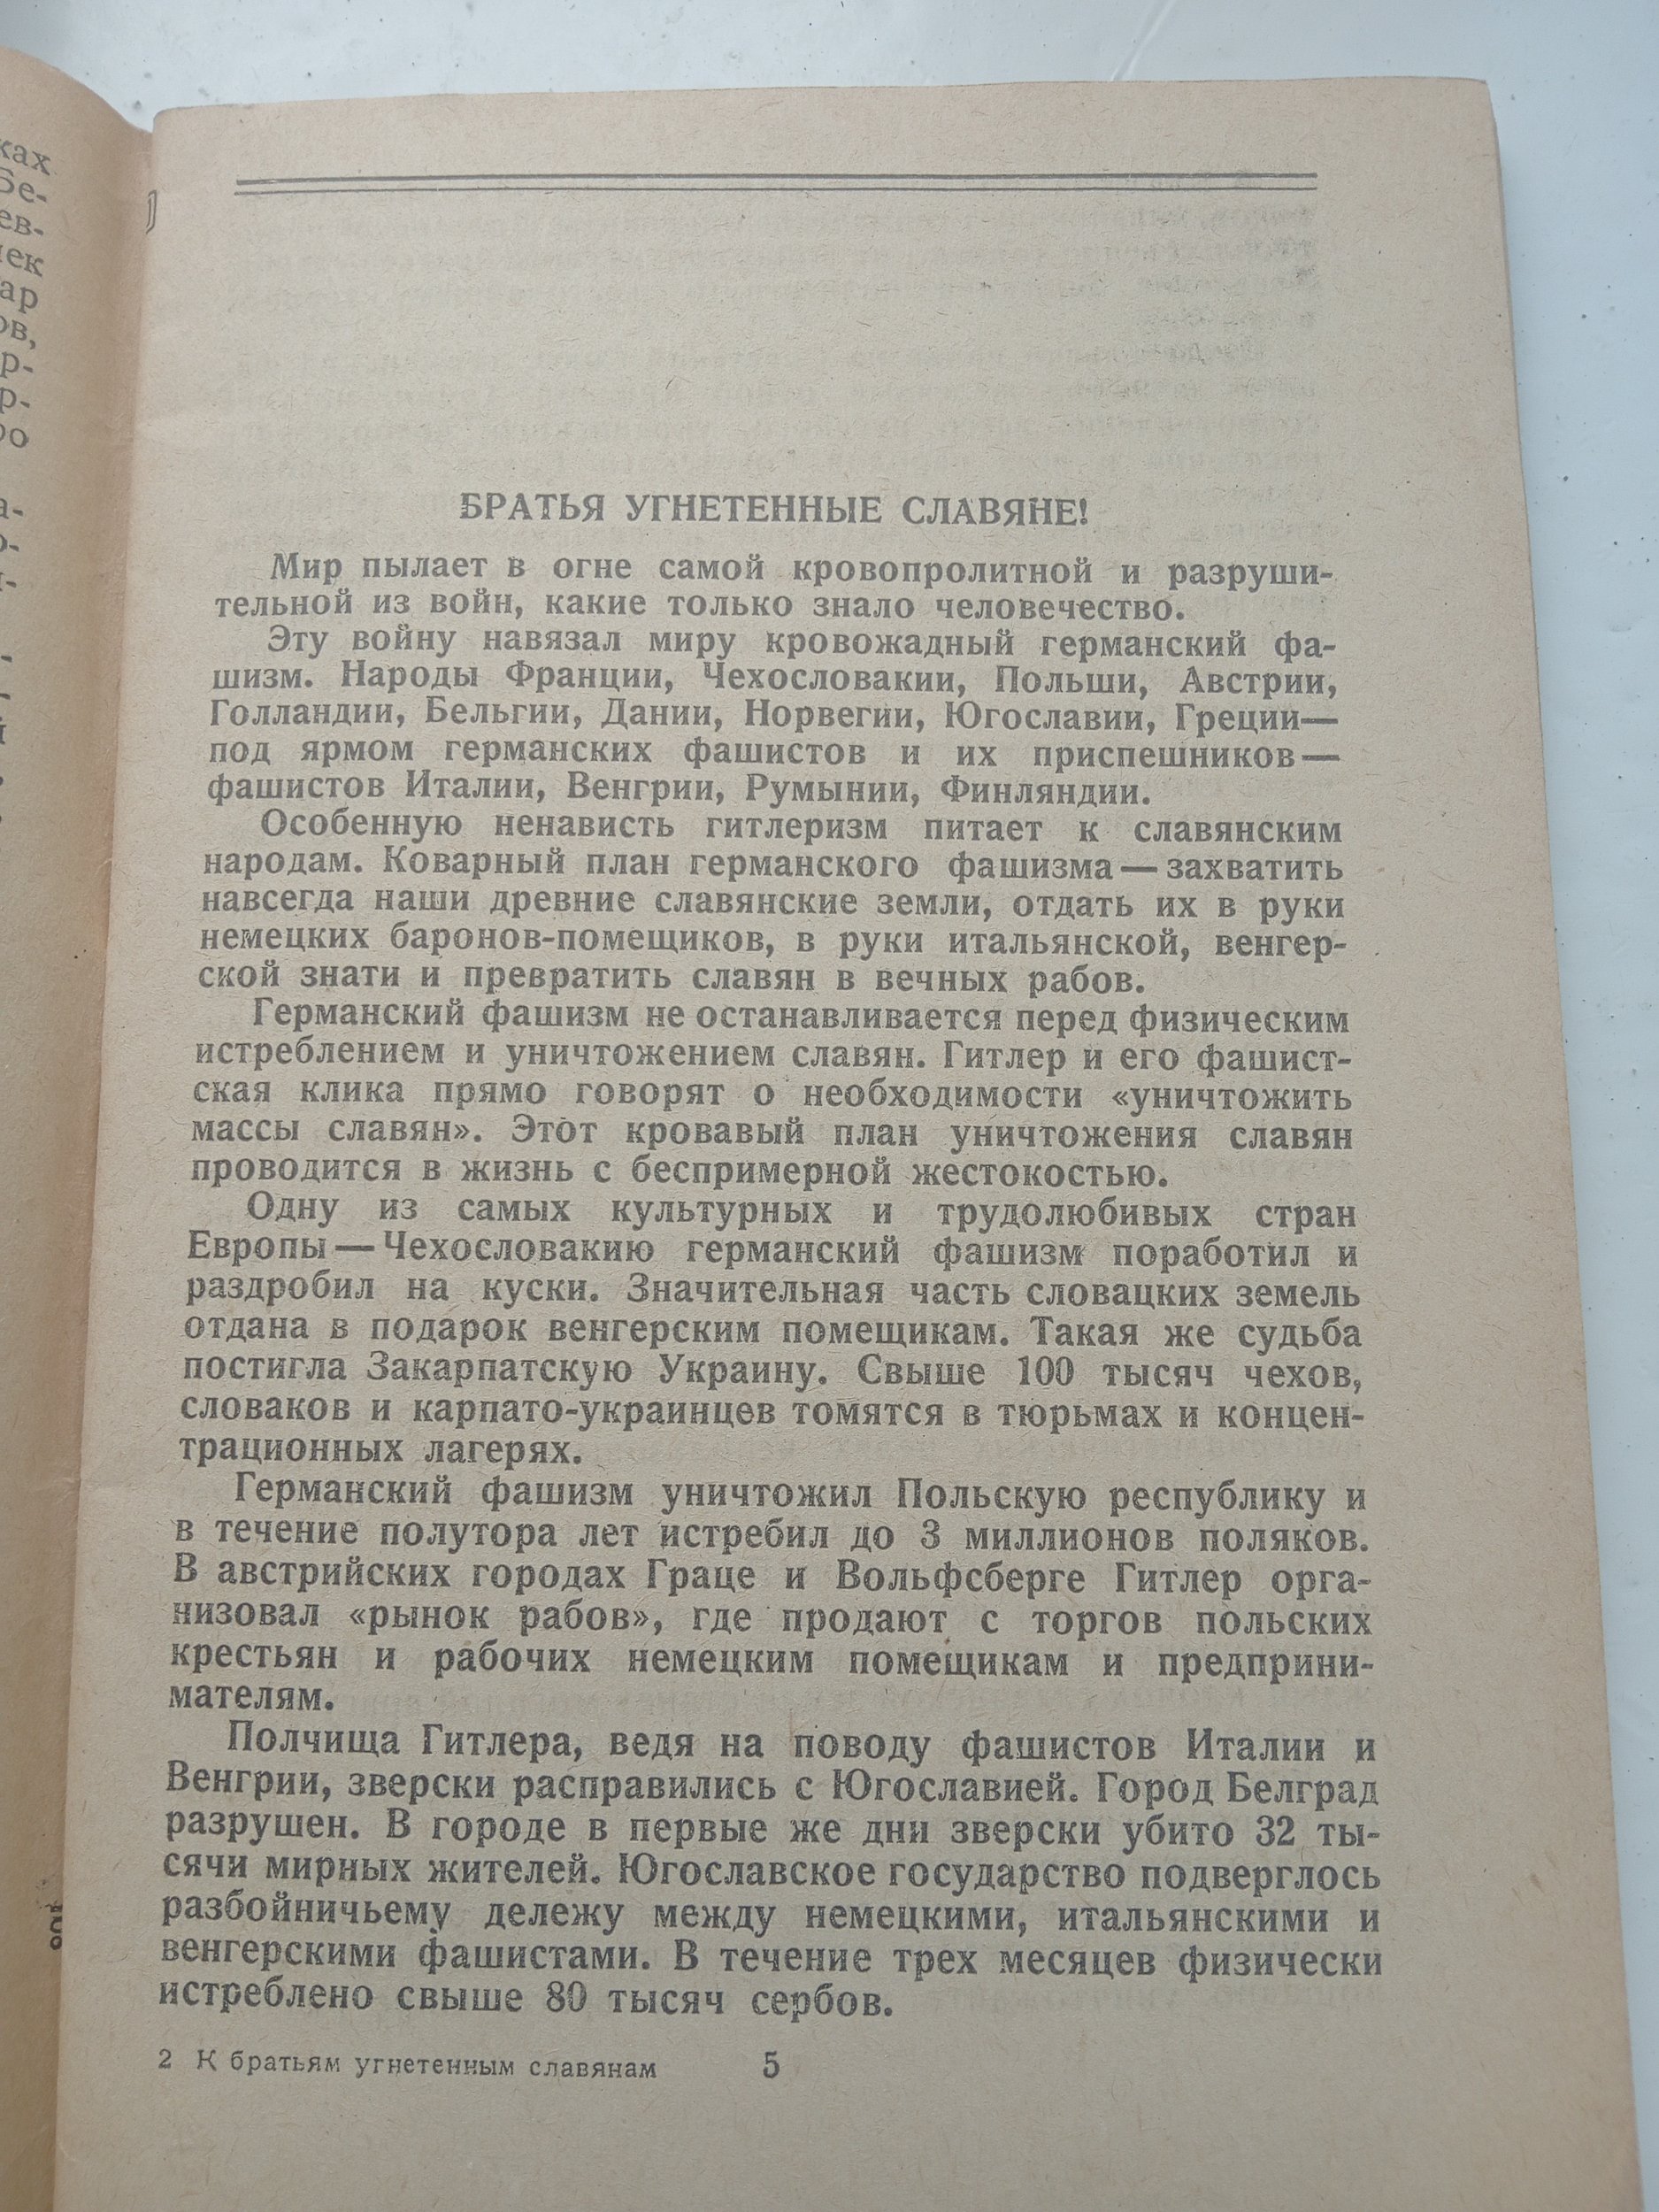 ках
Бе-
ев-
чек
ар
ов,
р-
р-
ро
а-
о-
БРАТЬЯ УГНЕТЕННЫЕ СЛАВЯНЕ!
Мир пылает в огне самой кровопролитной и разруши-
тельной из войн, какие только знало человечество.
Эту войну навязал миру кровожадный германский фа-
шизм. Народы Франции, Чехословакии, Польши, Австрии,
Голландии, Бельгии, Дании, Норвегии, Югославии, Греции—
под ярмом германских фашистов и их приспешников—
фашистов Италии, Венгрии, Румынии, Финляндии.
Особенную ненависть гитлеризм питает к славянским
народам. Коварный план германского фашизма — захватить
навсегда наши древние славянские земли, отдать их в руки
немецких баронов-помещиков, в руки итальянской, венгер-
ской знати и превратить славян в вечных рабов.
Германский фашизм не останавливается перед физическим
истреблением и уничтожением славян. Гитлер и его фашист-
ская клика прямо говорят о необходимости «уничтожить
массы славян». Этот кровавый план уничтожения славян
проводится в жизнь с беспримерной жестокостью.
Одну из самых культурных и трудолюбивых стран
Европы — Чехословакию германский фашизм поработил и
раздробил на куски. Значительная часть словацких земель
отдана в подарок венгерским помещикам. Такая же судьба
постигла Закарпатскую Украину. Свыше 100 тысяч чехов,
словаков и карпато-украинцев томятся в тюрьмах и концен-
трационных лагерях.
Германский фашизм уничтожил Польскую республику и
в течение полутора лет истребил до 3 миллионов поляков.
В австрийских городах Граце и Вольфсберге Гитлер орга-
низовал «рынок рабов», где продают с торгов польских
крестьян и рабочих немецким помещикам и предприни-
мателям.
Полчища Гитлера, ведя на поводу фашистов Италии и
Венгрии, зверски расправились с Югославией. Город Белград
разрушен. В городе в первые же дни зверски убито 32 ты-
сячи мирных жителей. Югославское государство подверглось
разбойничьему дележу между немецкими, итальянскими и
венгерскими фашистами. В течение трех месяцев физически
истреблено свыше 80 тысяч сербов.
2 К братьям угнетенным славянам 5